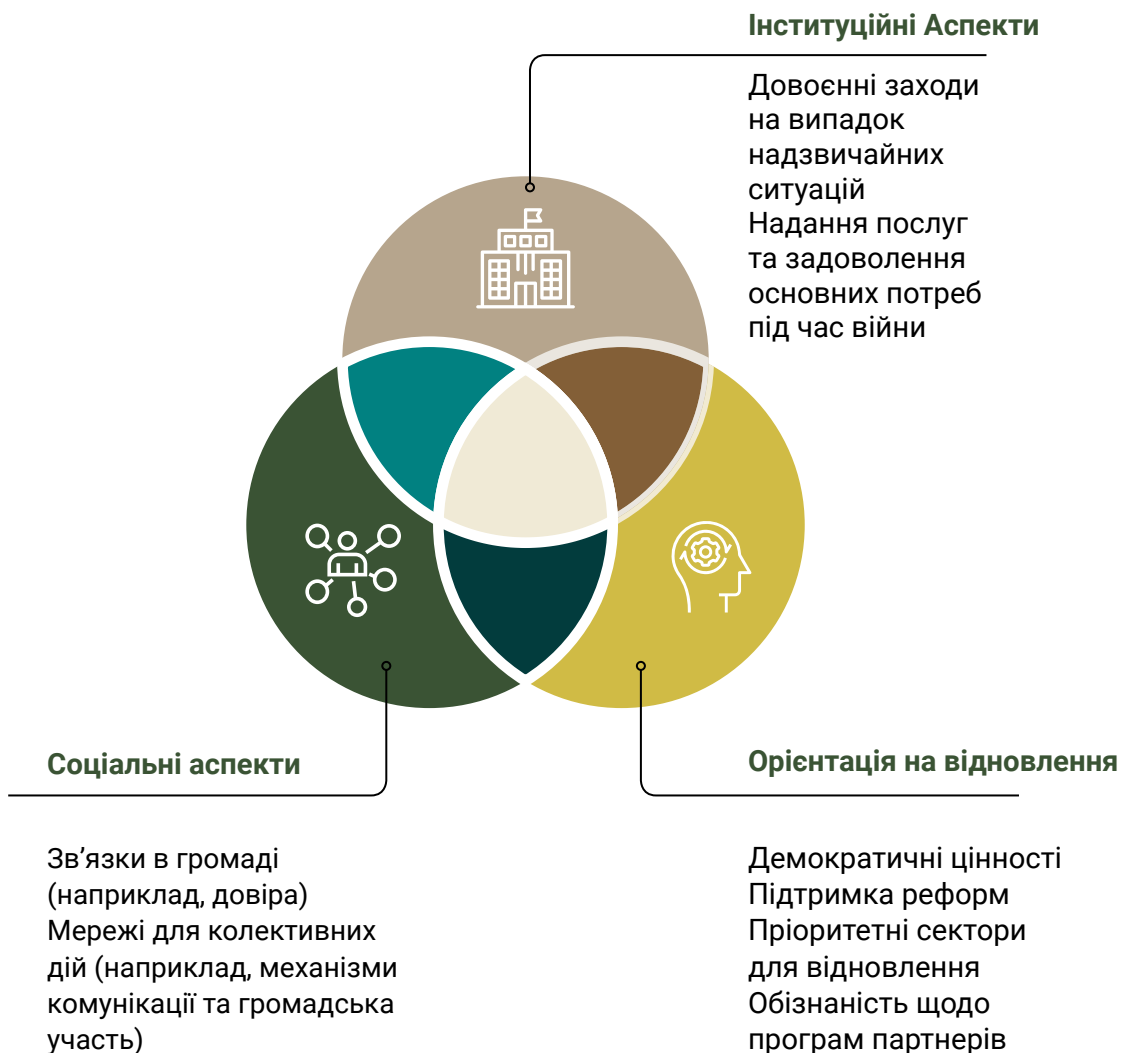 Інституційні Аспекти
Довоєнні заходи
на випадок
надзвичайних
ситуацій
Надання послуг
та задоволення
основних потреб
під час війни
Соціальні аспекти
Зв’язки в громаді
(наприклад, довіра)
Мережі для колективних
дій (наприклад, механізми
комунікації та громадська
участь)
Орієнтація на відновлення
Демократичні цінності
Підтримка реформ
Пріоритетні сектори
для відновлення
Обізнаність щодо
програм партнерів